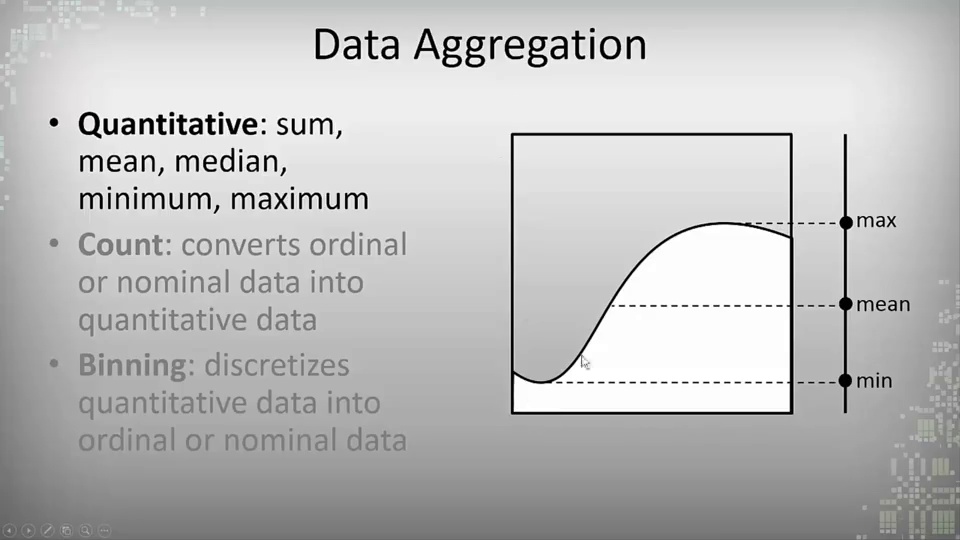 Data Aggregation
• Quantitative: sum,
mean, median,
minimum, maximum
• Count: converts ordinal
or nominal data into
quantitative data
• Binning: discretizes
quantitative data into
ordinal or nominal data
max
mean
min